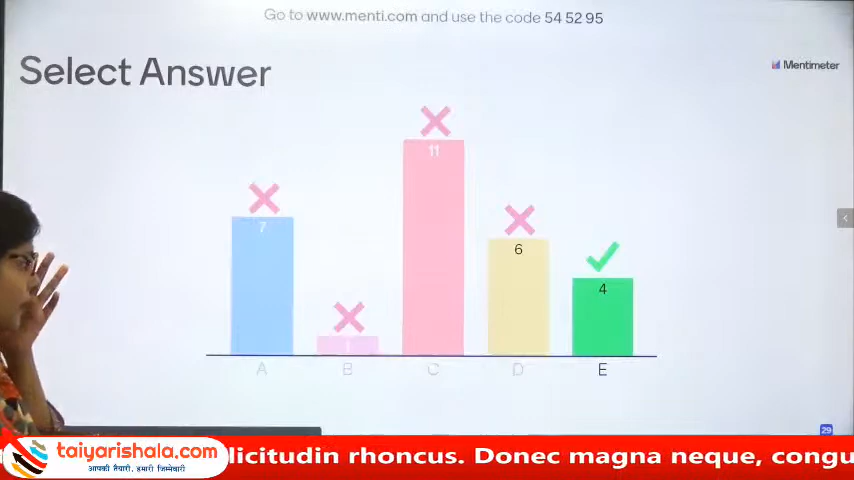 Go to www.menti.com and use the code 54 52 95
Select Answer
Mentimeter
11
7
6
4
1
A B C D E
29
taiyarishala.com
आपकी तैयारी, हमारी जिम्मेवारी
licitudin rhoncus. Donec magna neque, congu